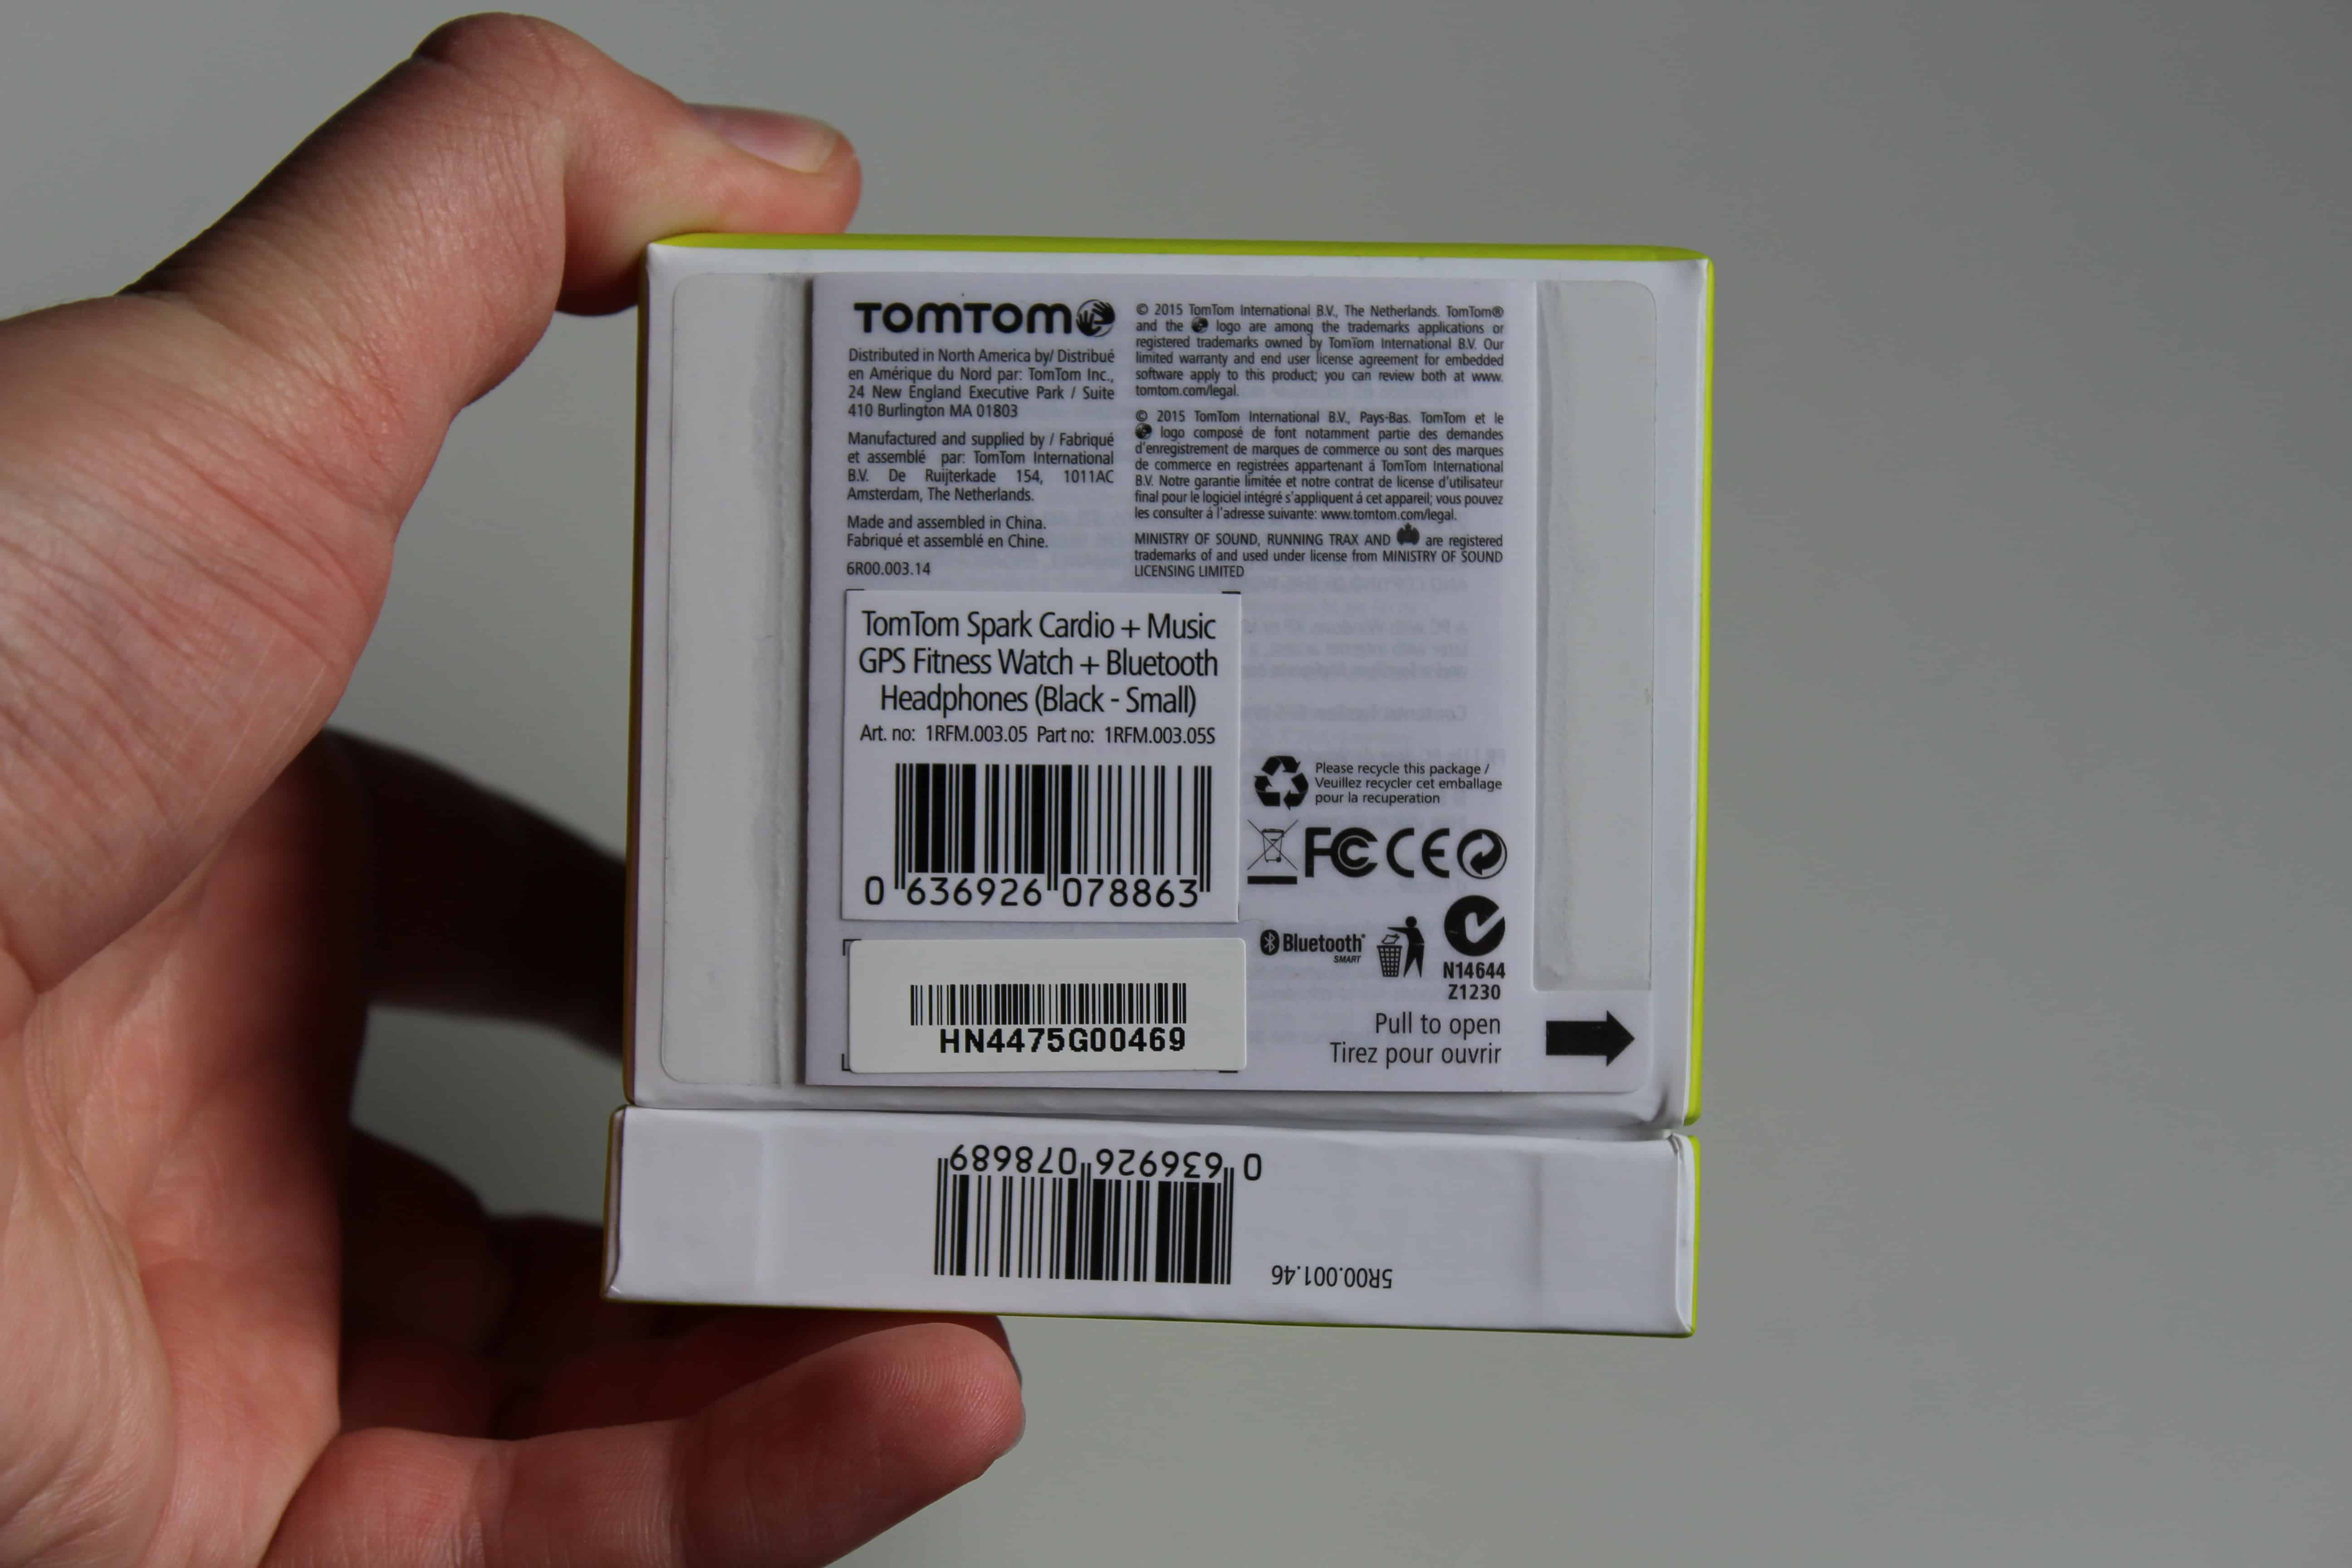 TOMTOM
Distributed in North America by/ Distribué
en Amérique du Nord par: TomTom Inc.,
24 New England Executive Park / Suite
410 Burlington MA 01803
Manufactured and supplied by / Fabriqué
et assemblé par: TomTom International
B.V. De Ruijterkade 154, 1011AC
Amsterdam, The Netherlands.
Made and assembled in China.
Fabriqué et assemblé en Chine.
6R00.003.14
© 2015 TomTom International B.V., The Netherlands. TomTom®
and the logo are among the trademarks applications or
registered trademarks owned by TomTom International B.V. Our
limited warranty and end user license agreement for embedded
software apply to this product; you can review both at www.
tomtom.com/legal.
© 2015 TomTom International B.V., Pays-Bas. TomTom et le
logo composé de font notamment partie des demandes
d'enregistrement de marques de commerce ou sont des marques
de commerce en registrées appartenant á TomTom International
B.V. Notre garantie limitée et notre contrat de license d'utilisateur
final pour le logiciel intégré s'appliquent á cet appareil; vous pouvez
les consulter á l'adresse suivante: www.tomtom.com/legal.
MINISTRY OF SOUND, RUNNING TRAX AND are registered
trademarks of and used under license from MINISTRY OF SOUND
LICENSING LIMITED
TomTom Spark Cardio + Music
GPS Fitness Watch + Bluetooth
Headphones (Black - Small)
Art. no: 1RFM.003.05 Part no: 1RFM.003.05S
0 636926 078863
Please recycle this package /
Veuillez recycler cet emballage
pour la recuperation
FC CE
Bluetooth
SMART
N14644
Z1230
HN4475G00469
Pull to open
Tirez pour ouvrir
0 636926 078689
5R00.001.46